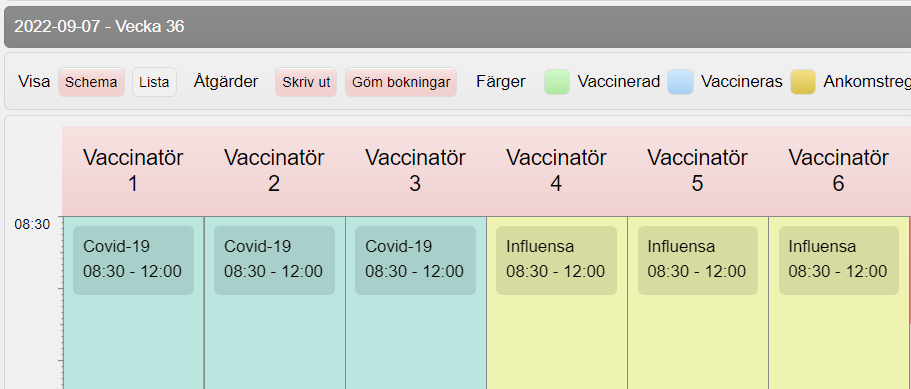 2022-09-07 - Vecka 36
Visa Schema Lista Åtgärder Skriv ut Göm bokningar Färger Vaccinerad Vaccineras Ankomstreg
Vaccinatör Vaccinatör Vaccinatör Vaccinatör Vaccinatör Vaccinatör
1 2 3 4 5 6
08:30
Covid-19 Covid-19 Covid-19 Influensa Influensa Influensa
08:30 - 12:00 08:30 - 12:00 08:30 - 12:00 08:30 - 12:00 08:30 - 12:00 08:30 - 12:00